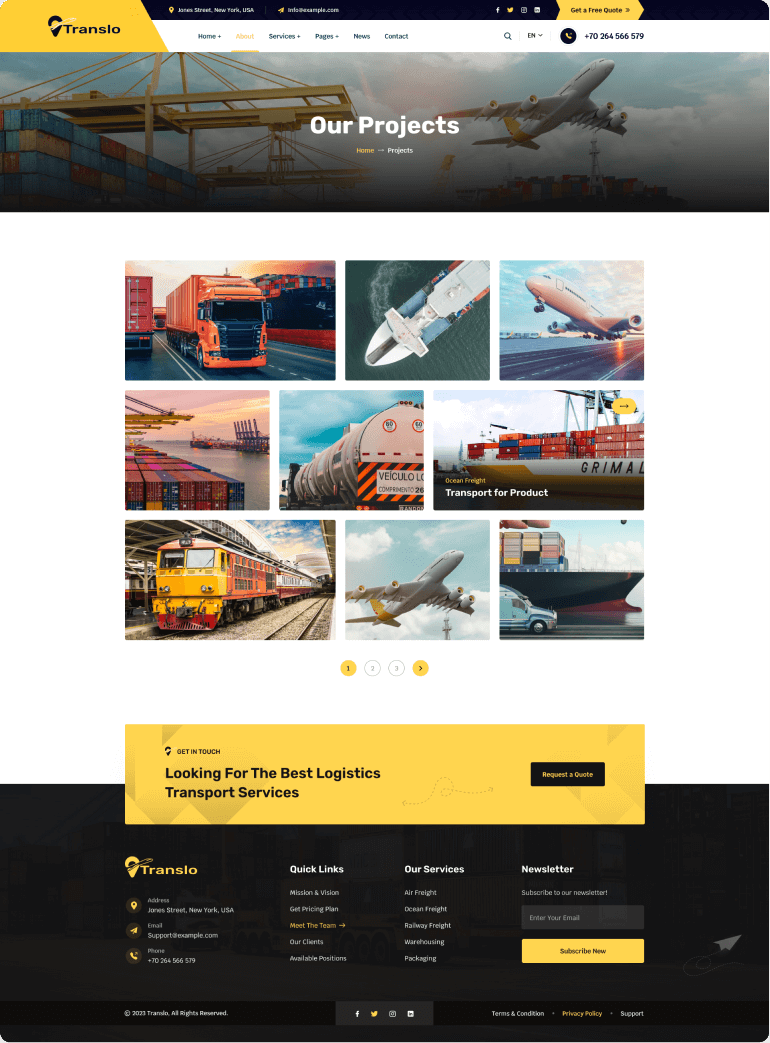 Jones Street, New York, USA
Info@example.com
Get a Free Quote »
Translo
Home +
About
Services +
Pages +
News
Contact
EN
+70 264 566 579
Our Projects
Home → Projects
60
60
VEÍCULO LO
COMPRIMENTO 26
RANDON
GRIMAL
Ocean Freight
Transport for Product
1
2
3
GET IN TOUCH
Looking For The Best Logistics
Transport Services
Request a Quote
Translo
Address
Jones Street, New York, USA
Email
Support@example.com
Phone
+70 264 566 579
Quick Links
Mission & Vision
Get Pricing Plan
Meet The Team →
Our Clients
Available Positions
Our Services
Air Freight
Ocean Freight
Railway Freight
Warehousing
Packaging
Newsletter
Subscribe to our newsletter!
Enter Your Email
Subscribe Now
© 2023 Translo, All Rights Reserved.
Terms & Condition
Privacy Policy
Support